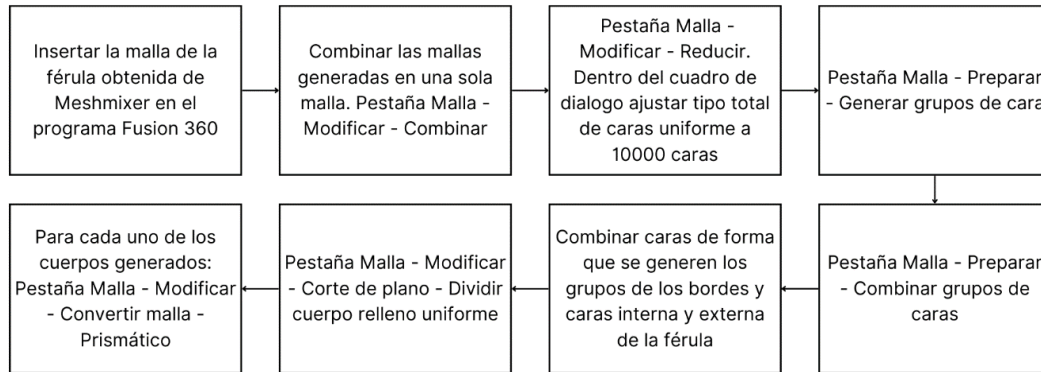 Insertar la malla de la
férula obtenida de
Meshmixer en el
programa Fusion 360
Combinar las mallas
generadas en una sola
malla. Pestaña Malla -
Modificar - Combinar
Pestaña Malla -
Modificar - Reducir.
Dentro del cuadro de
dialogo ajustar tipo total
de caras uniforme a
10000 caras
Pestaña Malla - Preparar
- Generar grupos de cara
Pestaña Malla - Preparar
- Combinar grupos de
caras
Combinar caras de forma
que se generen los
grupos de los bordes y
caras interna y externa
de la férula
Pestaña Malla - Modificar
- Corte de plano - Dividir
cuerpo relleno uniforme
Para cada uno de los
cuerpos generados:
Pestaña Malla - Modificar
- Convertir malla -
Prismático